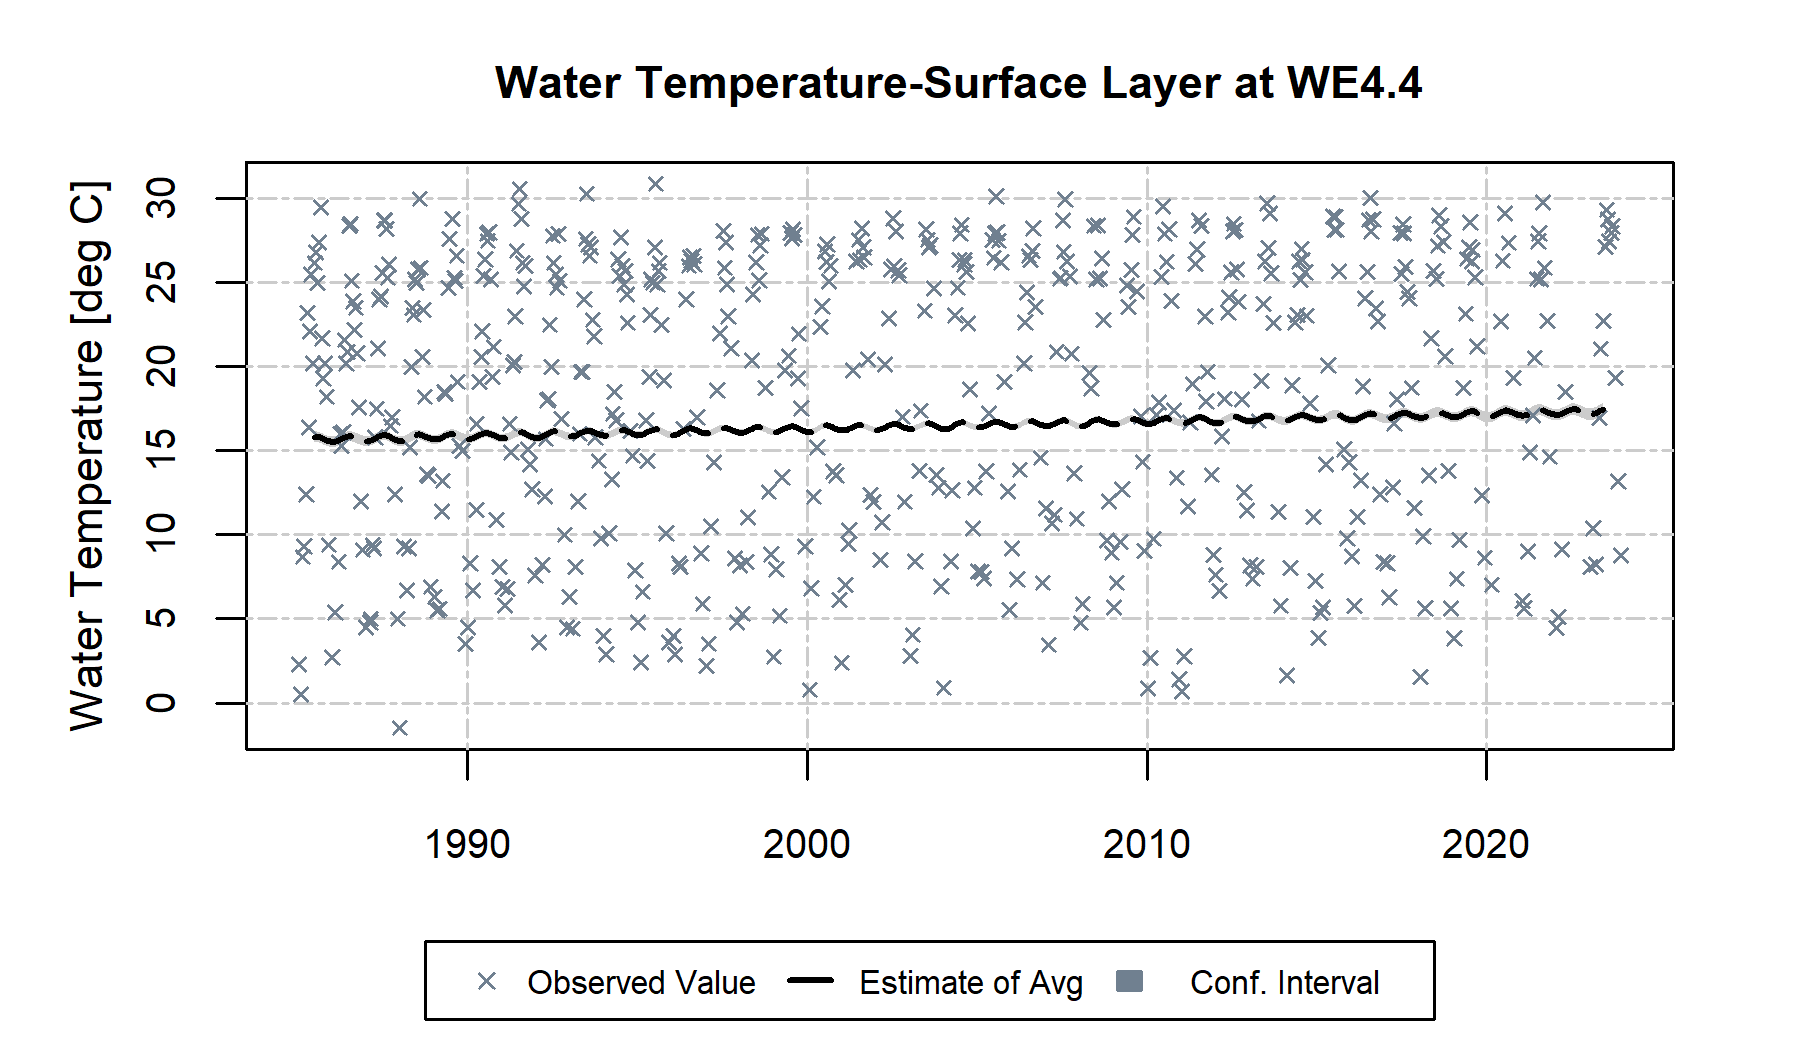 Water Temperature-Surface Layer at WE4.4
Water Temperature [deg C]
30
25
20
15
10
5
0
1990 2000 2010 2020
Observed Value Estimate of Avg Conf. Interval